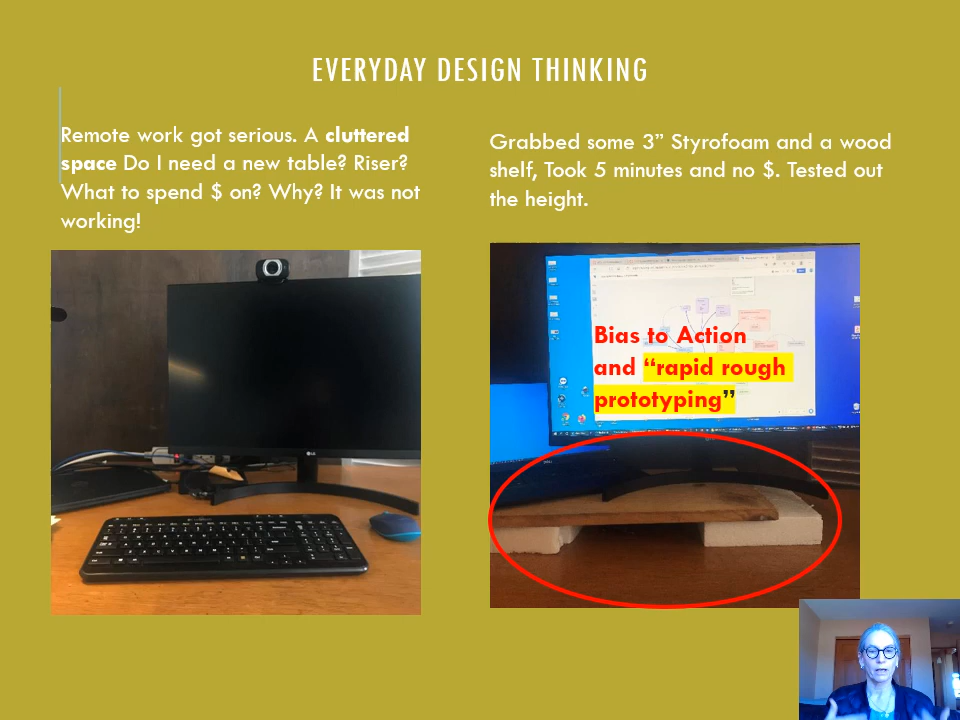 EVERYDAY DESIGN THINKING
Remote work got serious. A cluttered
space Do I need a new table? Riser?
What to spend $ on? Why? It was not
working!
Grabbed some 3” Styrofoam and a wood
shelf, Took 5 minutes and no $. Tested out
the height.
Bias to Action
and “rapid rough
prototyping”
LG